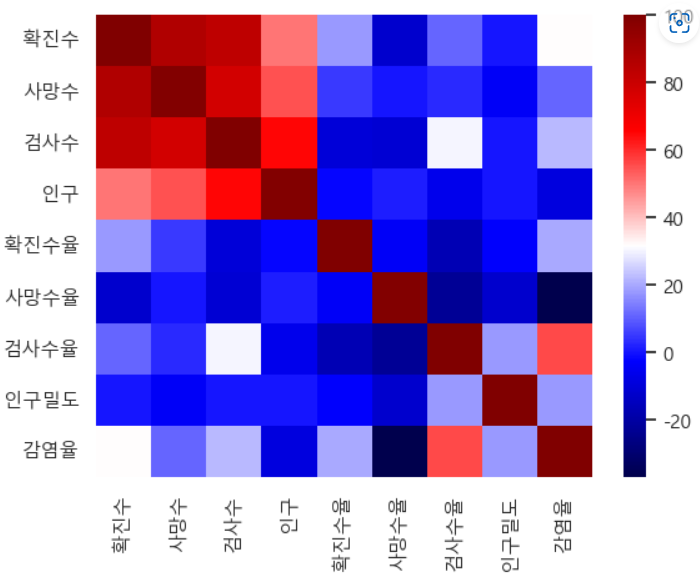 확진수
사망수
검사수
인구
확진수율
사망수율
검사수율
인구밀도
감염율
100
80
60
40
20
0
-20
확진수
사망수
검사수
인구
확진수율
사망수율
검사수율
인구밀도
감염율